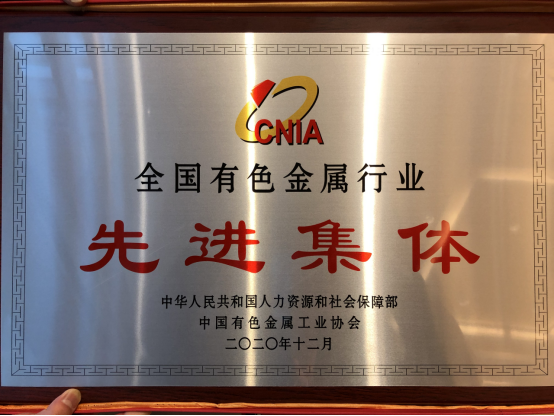 CNIA
全国有色金属行业
先进集体
中华人民共和国人力资源和社会保障部
中国有色金属工业协会
二〇二〇年十二月